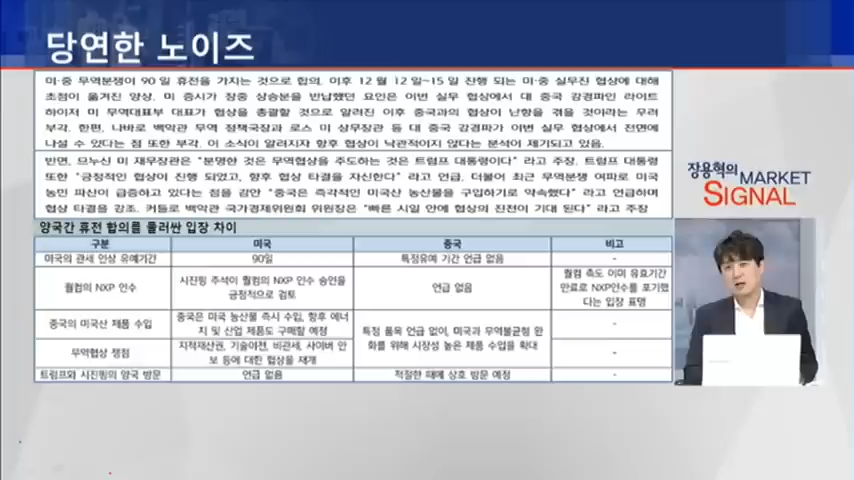 당연한 노이즈
미·중 무역분쟁이 90 일 휴전을 가지는 것으로 합의. 이후 12 월 12 일~15 일 진행 되는 미·중 실무진 협상에 대해
초점이 옮겨진 양상. 미 증시가 장중 상승분을 반납했던 요인은 이번 실무 협상에서 대 중국 강경파인 라이트
하이저 미 무역대표부 대표가 협상을 총괄할 것으로 알려진 이후 중국과의 협상이 난항을 겪을 것이라는 우려
부각. 한편, 나바로 백악관 무역 정책국장과 로스 미 상무장관 등 대 중국 강경파가 이번 실무 협상에서 전면에
나설 수 있다는 점 또한 부각. 이 소식이 알려지자 향후 협상이 낙관적이지 않다는 분석이 제기되고 있음.
반면, 므누신 미 재무장관은 "분명한 것은 무역협상을 주도하는 것은 트럼프 대통령이다" 라고 주장. 트럼프 대통령
또한 "긍정적인 협상이 진행 되었고, 향후 협상 타결을 자신한다" 라고 언급. 더불어 최근 무역분쟁 여파로 미국
농민 파산이 급증하고 있다는 점을 감안 "중국은 즉각적인 미국산 농산물을 구입하기로 약속했다" 라고 언급하며
협상 타결을 강조. 커들로 백악관 국가경제위원회 위원장은 "빠른 시일 안에 협상의 진전이 기대 된다" 라고 주장
장용혁의 MARKET
SIGNAL
양국간 휴전 합의를 둘러싼 입장 차이
구분 미국 중국 비고
미국의 관세 인상 유예기간 90일 특정유예 기간 언급 없음 -
퀄컴의 NXP 인수 시진핑 주석이 퀄컴의 NXP 인수 승인을 긍정적으로 검토 언급 없음 퀄컴 측도 이미 유효기간 만료로 NXP인수를 포기했다는 입장 표명
중국의 미국산 제품 수입 중국은 미국 농산물 즉시 수입, 향후 에너지 및 산업 제품도 구매할 예정 특정 품목 언급 없이, 미국과 무역불균형 완화를 위해 시장성 높은 제품 수입을 확대 -
무역협상 쟁점 지적재산권, 기술이전, 비관세, 사이버 안보 등에 대한 협상을 재개 -
트럼프와 시진핑의 양국 방문 언급 없음 적절한 때에 상호 방문 예정 -